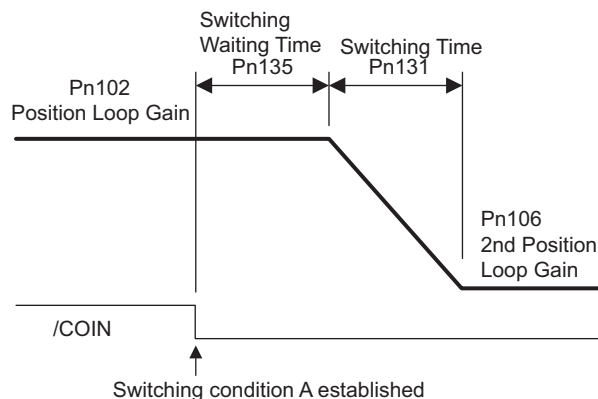 Switching
Waiting Time
Pn135
Switching Time
Pn131
Pn102
Position Loop Gain
Pn106
2nd Position
Loop Gain
/COIN
Switching condition A established